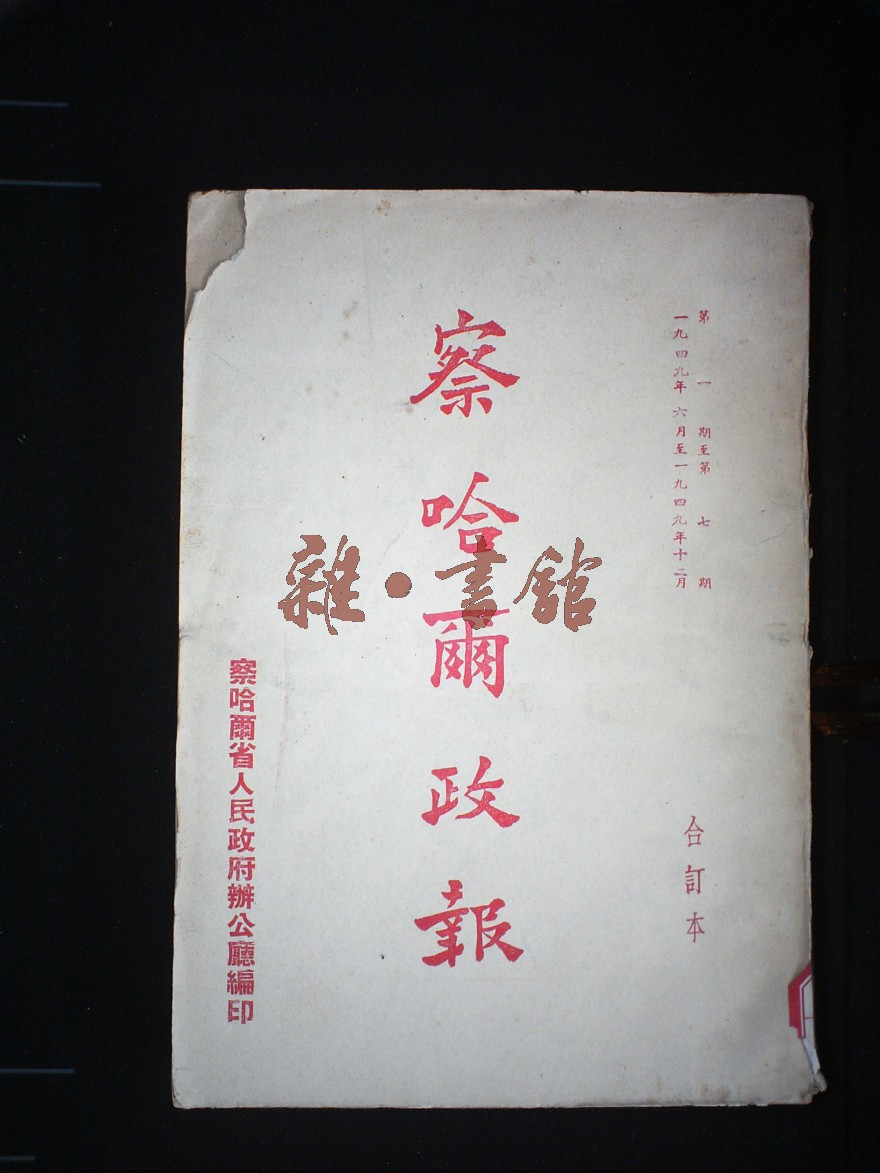 第一期至第七期
一九四九年六月至一九四九年十二月
合訂本
察哈爾政報
雜·書館
察哈爾省人民政府辦公廳編印